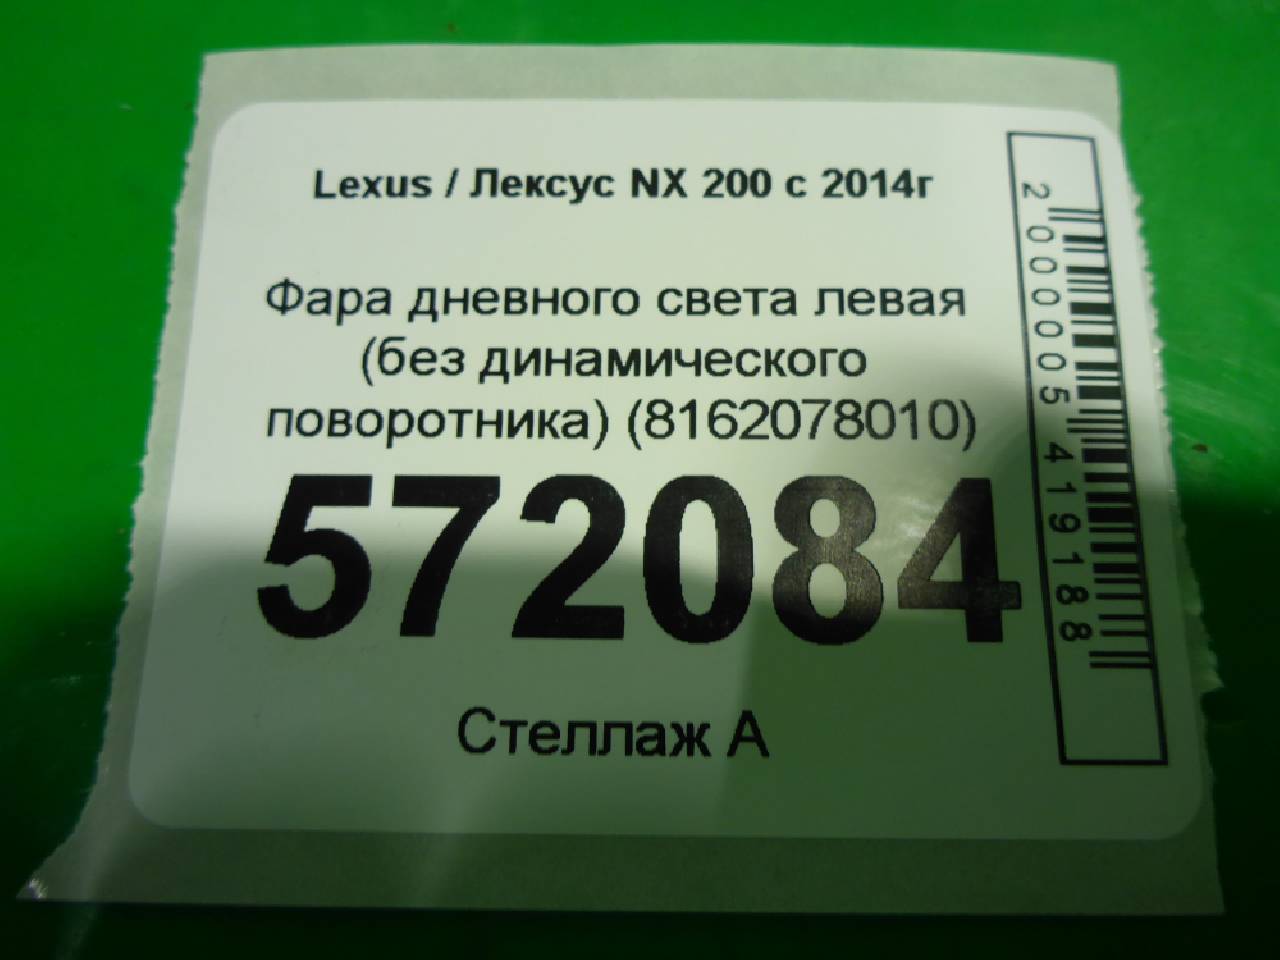 Lexus / Лексус NX 200 с 2014г
Фара дневного света левая
(без динамического
поворотника) (8162078010)
572084
Стеллаж А
2000005419188